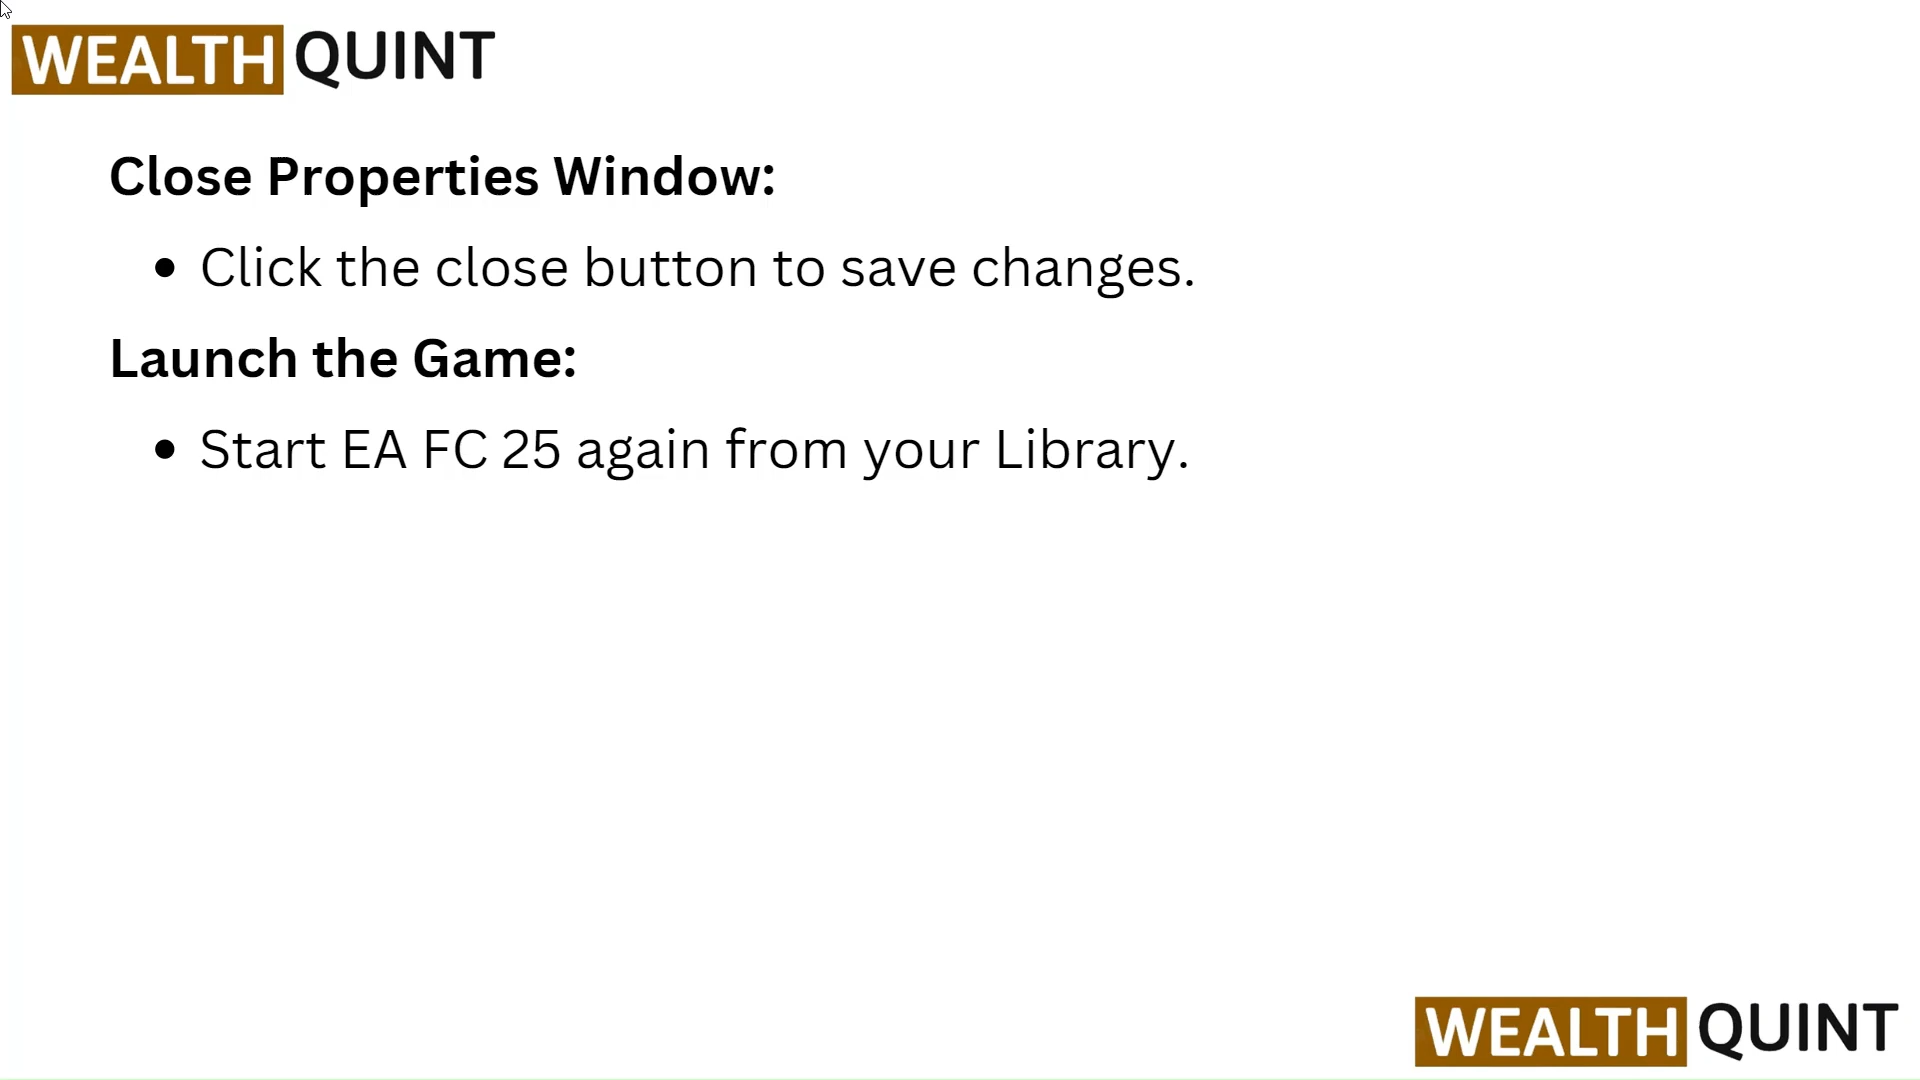 WEALTH QUINT
Close Properties Window:
• Click the close button to save changes.
Launch the Game:
• Start EA FC 25 again from your Library.
WEALTH QUINT